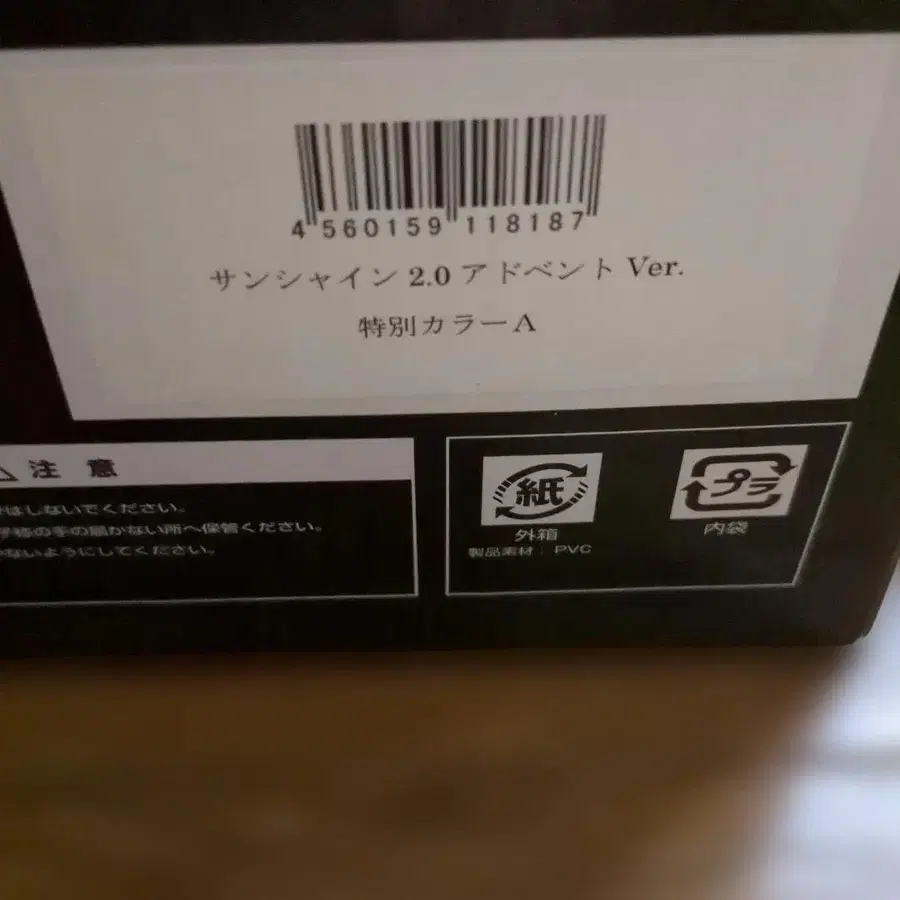 4 560159 118187
サンシャイン 2.0 アドベント Ver.
特別カラーA
注 意
はしないでください。
の手の届かない所へ保管ください。
ないようにしてください。
紙
外箱
製品素材：PVC
プラ
内袋